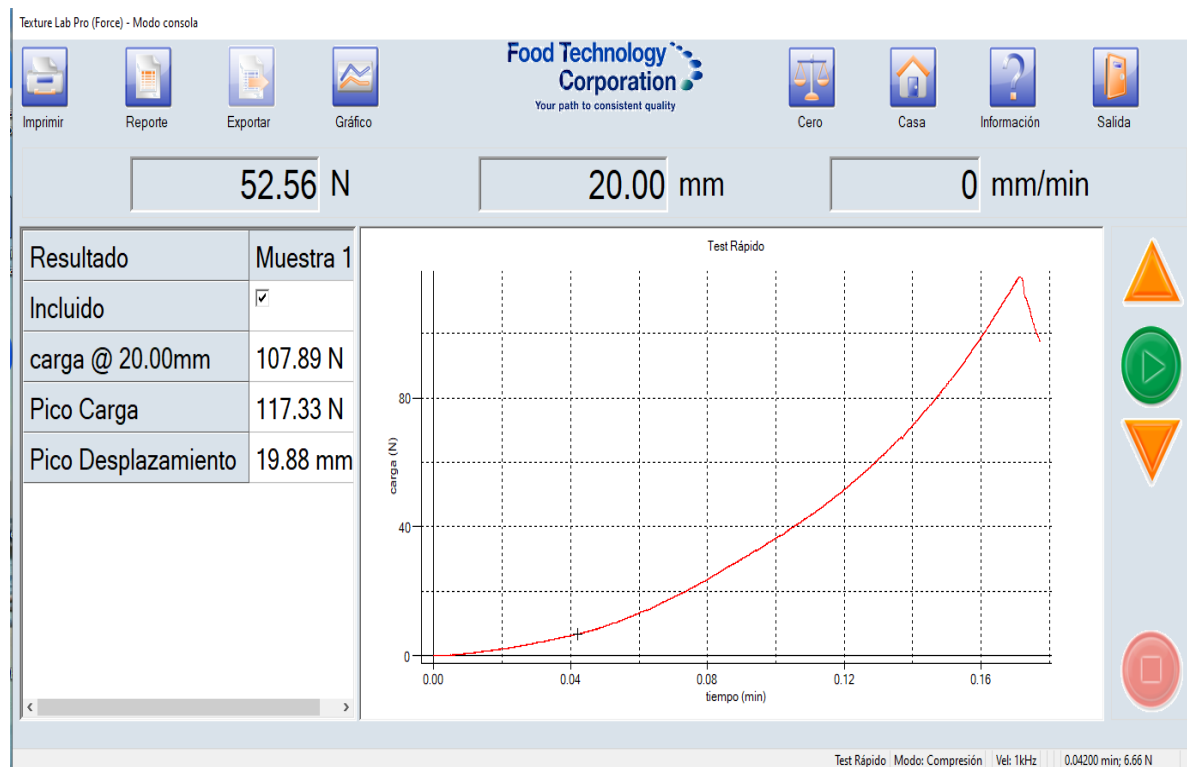 Texture Lab Pro (Force) - Modo consola
Imprimir
Reporte
Exportar
Gráfico
Food Technology
Corporation
Your path to consistent quality
Cero
Casa
Información
Salida
52.56 N
20.00 mm
0 mm/min
Resultado Muestra 1
Incluido
carga @ 20.00mm 107.89 N
Pico Carga 117.33 N
Pico Desplazamiento 19.88 mm
Test Rápido
80
40
0
carga (N)
0.00 0.04 0.08 0.12 0.16
tiempo (min)
Test Rápido Modo: Compresión Vel: 1kHz 0.04200 min; 6.66 N